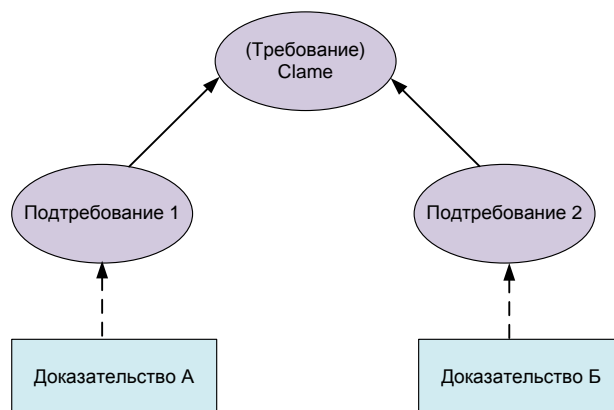 (Требование)
Clame
Подтребование 1
Подтребование 2
Доказательство А
Доказательство Б